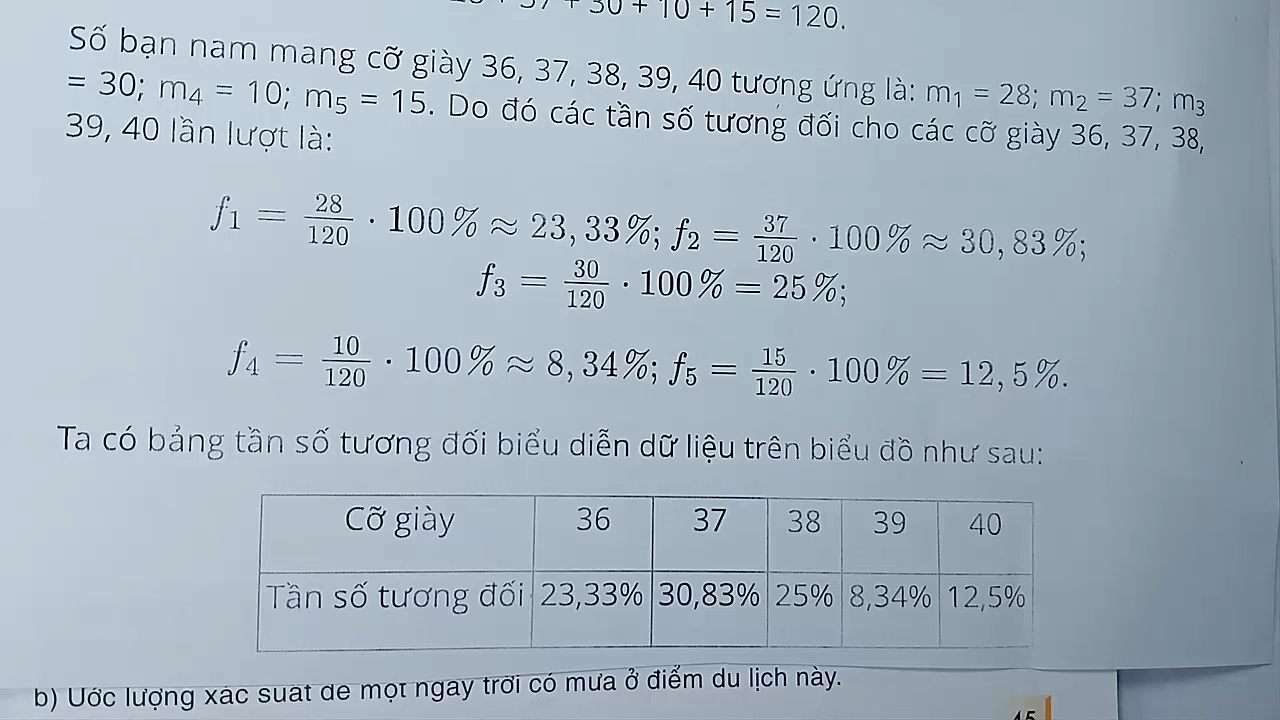 + 30 + 10 + 15 = 120.
Số bạn nam mang cỡ giày 36, 37, 38, 39, 40 tương ứng là: m₁ = 28; m₂ = 37; m₃
= 30; m₄ = 10; m₅ = 15. Do đó các tần số tương đối cho các cỡ giày 36, 37, 38,
39, 40 lần lượt là:
f₁ = 28/120 · 100% ≈ 23,33%; f₂ = 37/120 · 100% ≈ 30,83%;
f₃ = 30/120 · 100% = 25%;
f₄ = 10/120 · 100% ≈ 8,34%; f₅ = 15/120 · 100% = 12,5%.
Ta có bảng tần số tương đối biểu diễn dữ liệu trên biểu đồ như sau:
Cỡ giày 36 37 38 39 40
Tần số tương đối 23,33% 30,83% 25% 8,34% 12,5%
b) Ước lượng xác suất để một ngày trời có mưa ở điểm du lịch này.